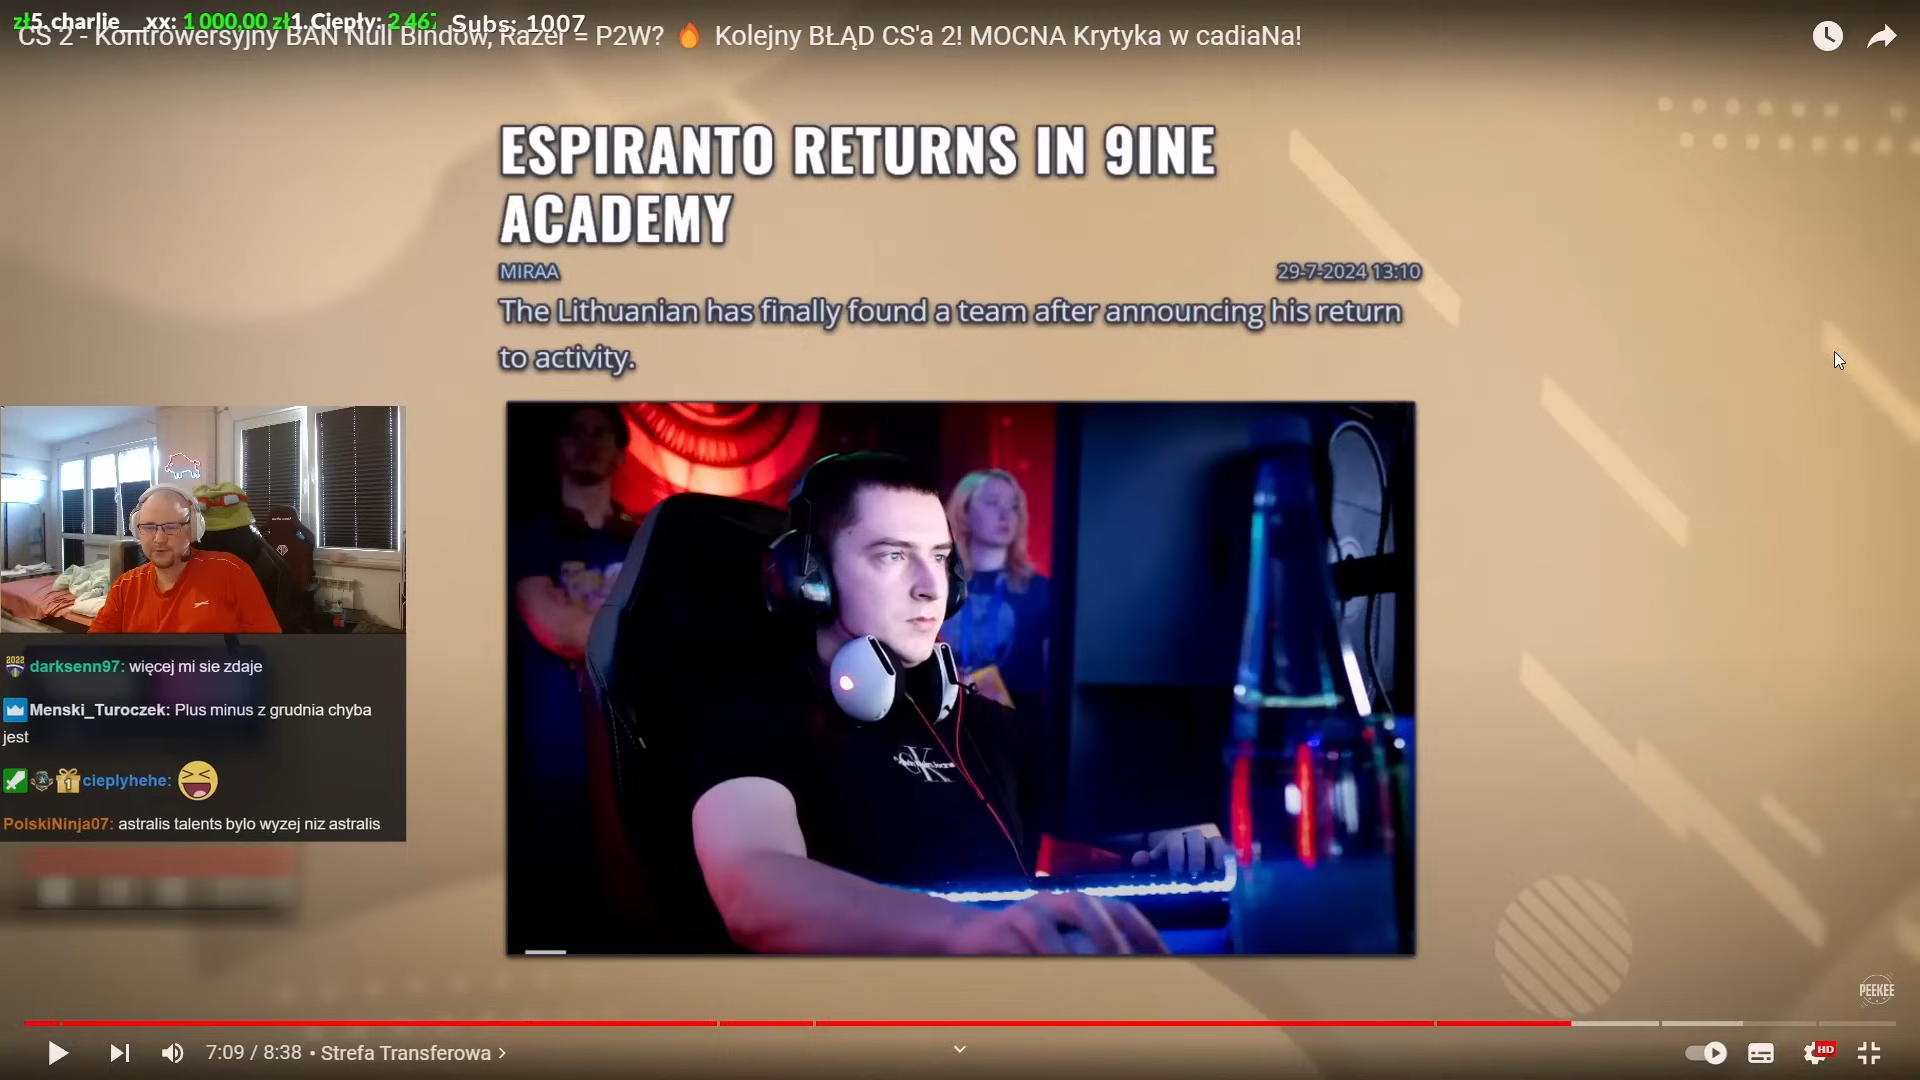 zł5.charlie__xx: 1 000,00 zł1.Ciepły: 2 467
Subs: 1007
CS 2 - Kontrowersyjny BAN Null Bindów, Razer = P2W? 🔥 Kolejny BŁĄD CS'a 2! MOCNA Krytyka w cadiaNa!
ESPIRANTO RETURNS IN 9INE
ACADEMY
MIRAA
29-7-2024 13:10
The Lithuanian has finally found a team after announcing his return
to activity.
darksenn97: więcej mi sie zdaje
Menski_Turoczek: Plus minus z grudnia chyba
jest
1 cieplyhehe:
PolskiNinja07: astralis talents bylo wyzej niz astralis
PEEKEE
7:09 / 8:38 • Strefa Transferowa
HD